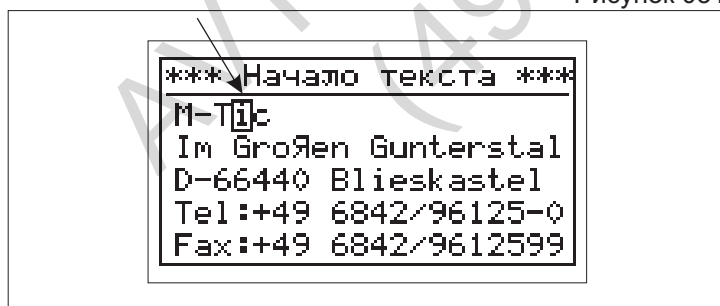 *** Начало текста ***
M-Tic
Im GroЯen Gunterstal
D-66440 Blieskastel
Tel:+49 6842/96125-0
Fax:+49 6842/9612599